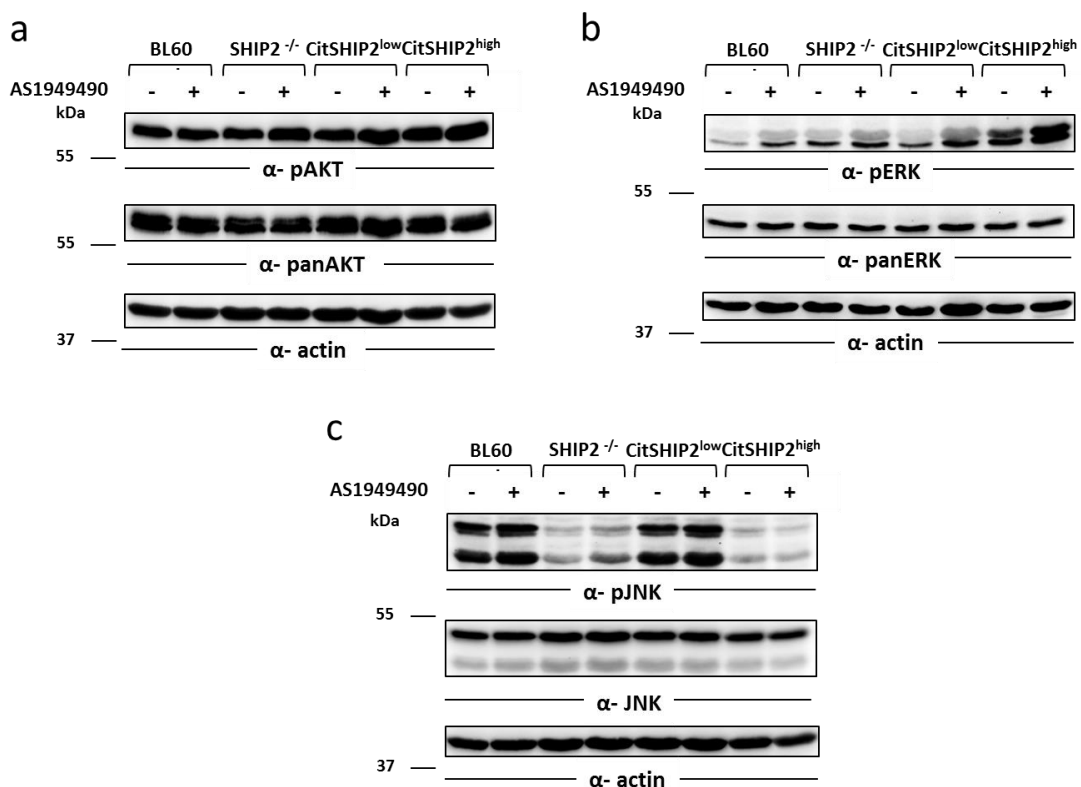 a
BL60 SHIP2 -/- CitSHIP2low CitSHIP2high
AS1949490 - + - + - + - +
kDa
55
α- pAKT
55
α- panAKT
37
α- actin
b
BL60 SHIP2 -/- CitSHIP2low CitSHIP2high
AS1949490 - + - + - + - +
kDa
α- pERK
55
α- panERK
37
α- actin
c
BL60 SHIP2 -/- CitSHIP2low CitSHIP2high
AS1949490 - + - + - + - +
kDa
α- pJNK
55
α- JNK
37
α- actin